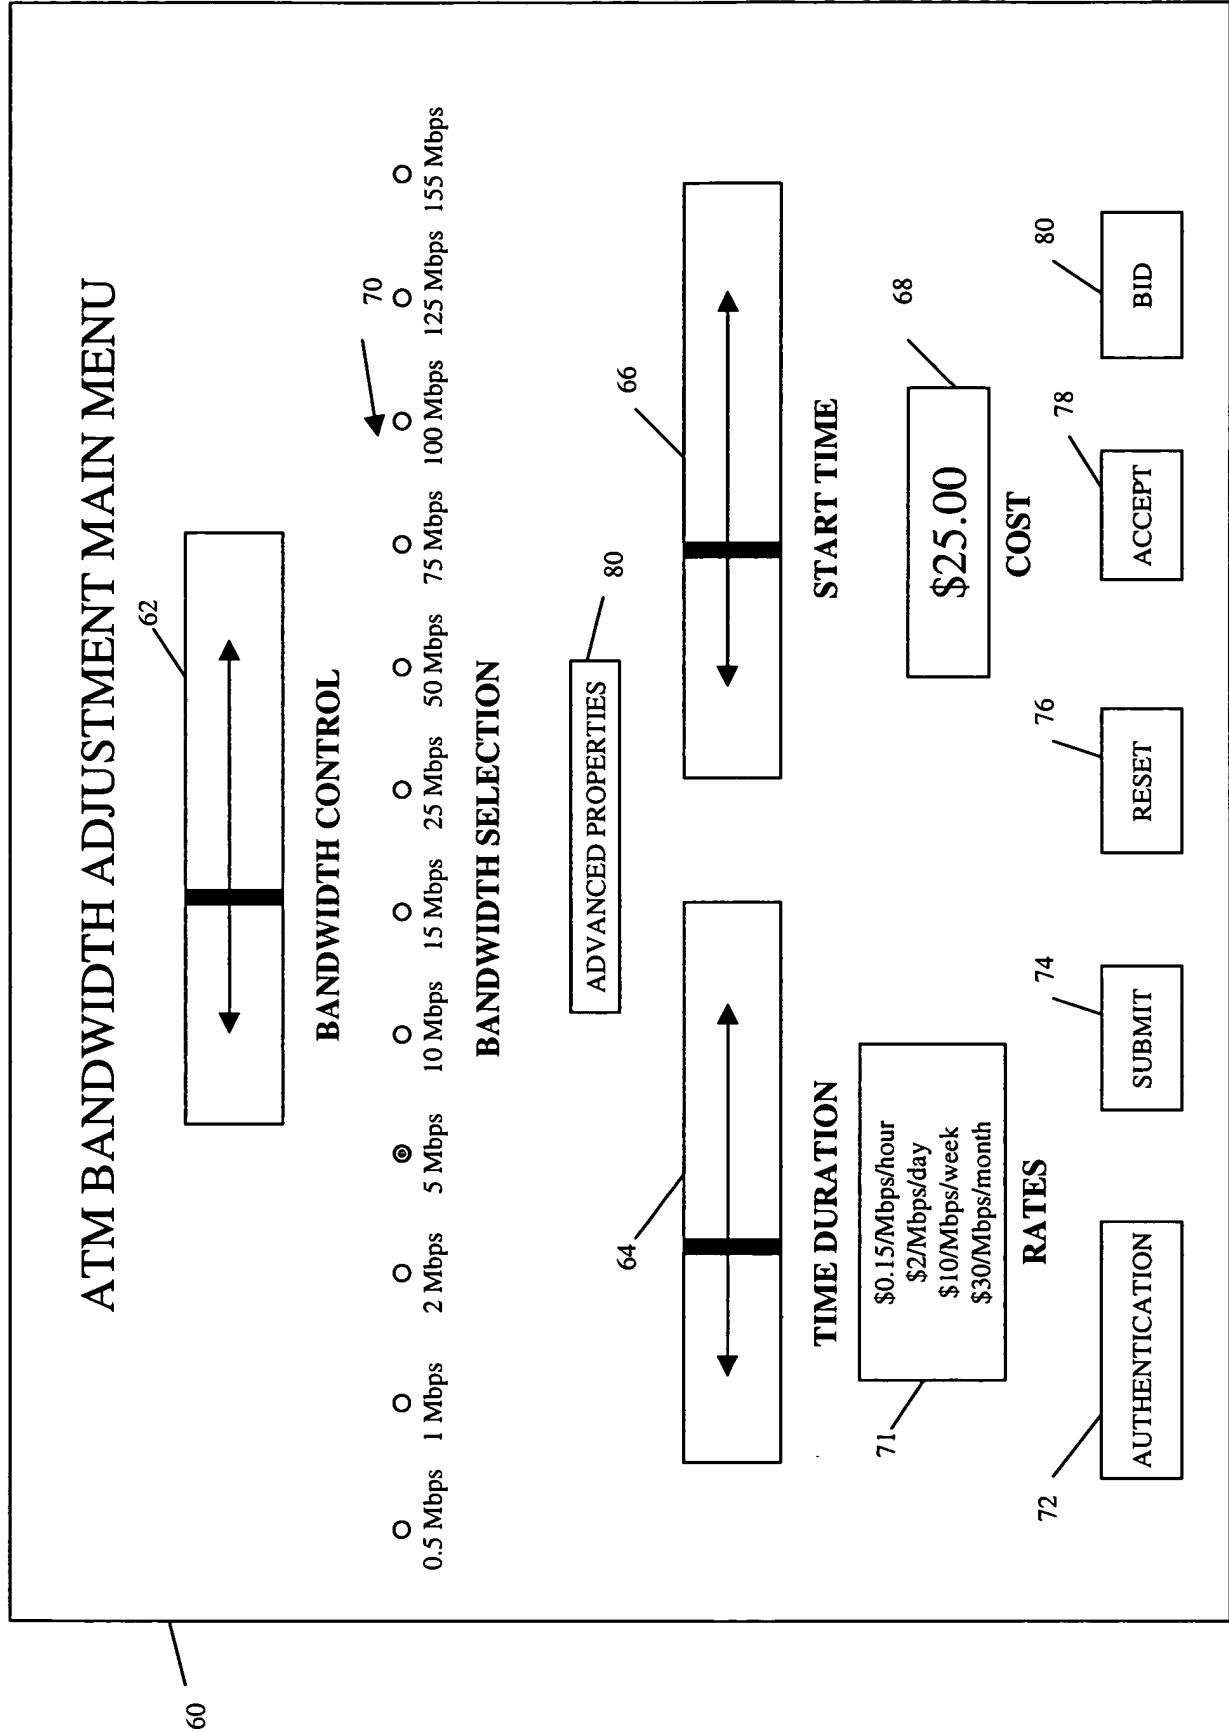 60
ATM BANDWIDTH ADJUSTMENT MAIN MENU
62
BANDWIDTH CONTROL
70
0.5 Mbps 1 Mbps 2 Mbps 5 Mbps 10 Mbps 15 Mbps 25 Mbps 50 Mbps 75 Mbps 100 Mbps 125 Mbps 155 Mbps
BANDWIDTH SELECTION
ADVANCED PROPERTIES
80
64
66
TIME DURATION
START TIME
71
$0.15/Mbps/hour
$2/Mbps/day
$10/Mbps/week
$30/Mbps/month
RATES
68
$25.00
COST
72
74
76
78
80
AUTHENTICATION
SUBMIT
RESET
ACCEPT
BID